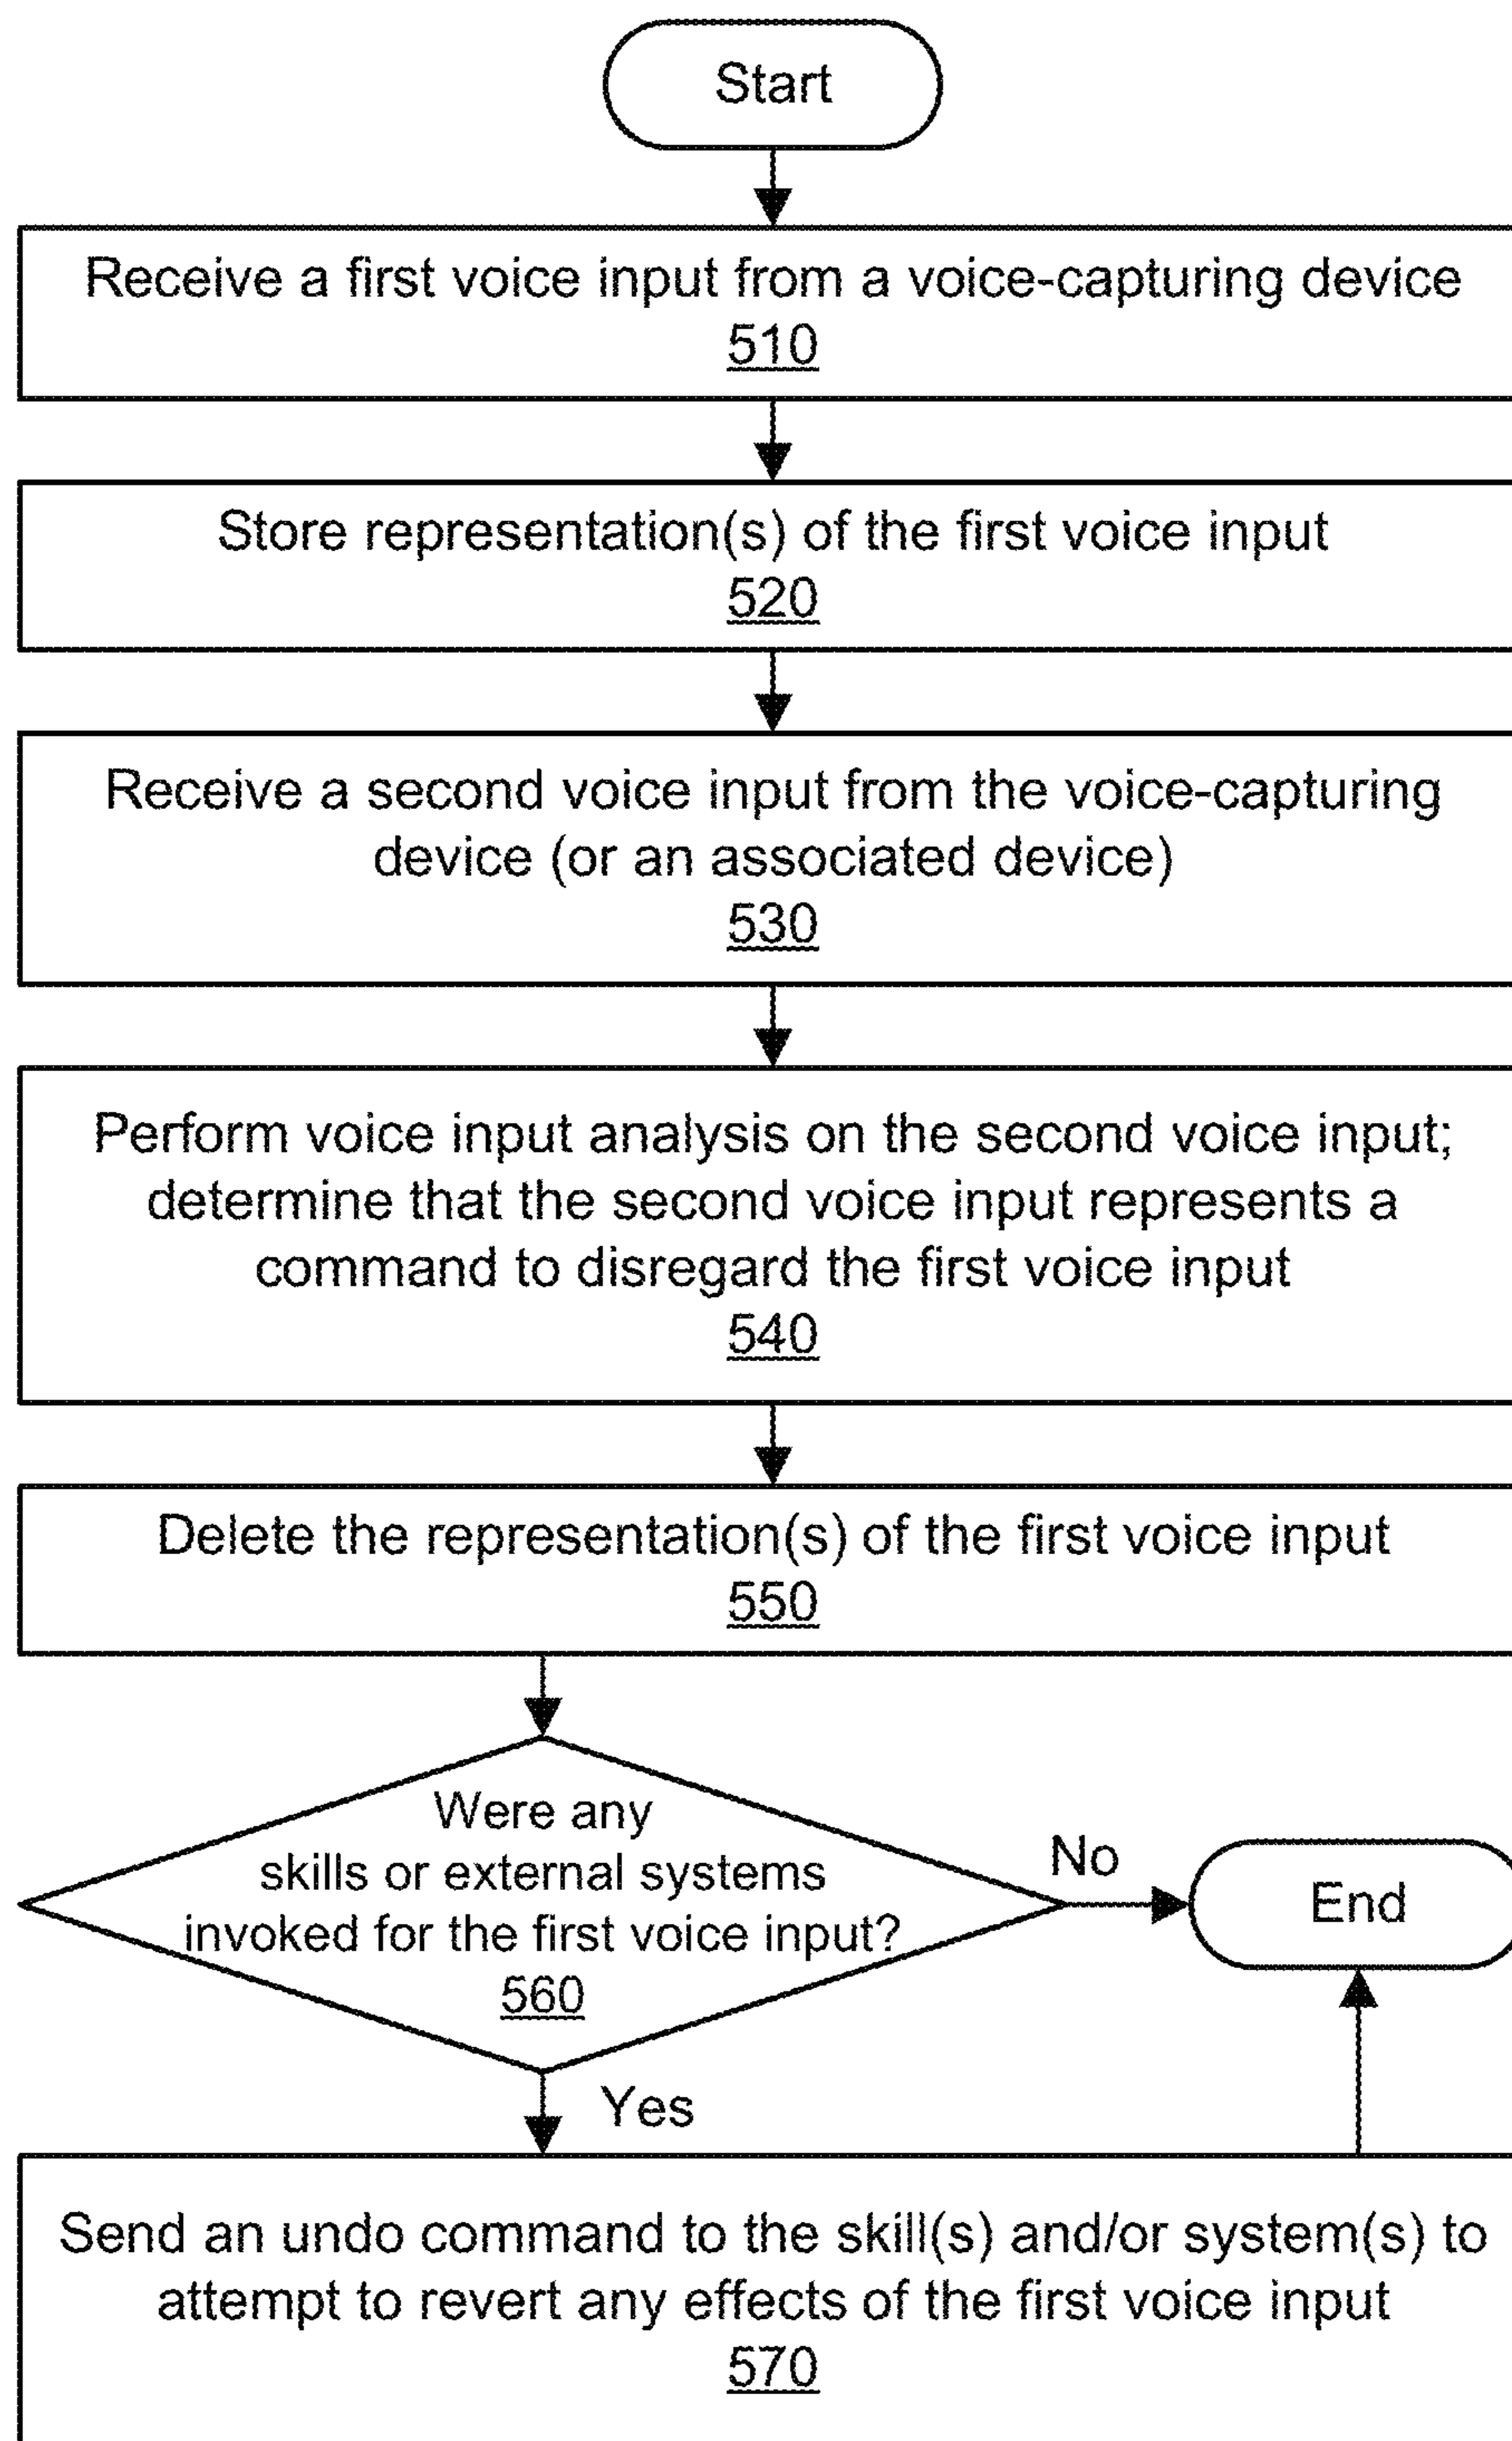 Start
Receive a first voice input from a voice-capturing device
510
Store representation(s) of the first voice input
520
Receive a second voice input from the voice-capturing
device (or an associated device)
530
Perform voice input analysis on the second voice input;
determine that the second voice input represents a
command to disregard the first voice input
540
Delete the representation(s) of the first voice input
550
Were any
skills or external systems
invoked for the first voice input?
560
No
End
Yes
Send an undo command to the skill(s) and/or system(s) to
attempt to revert any effects of the first voice input
570